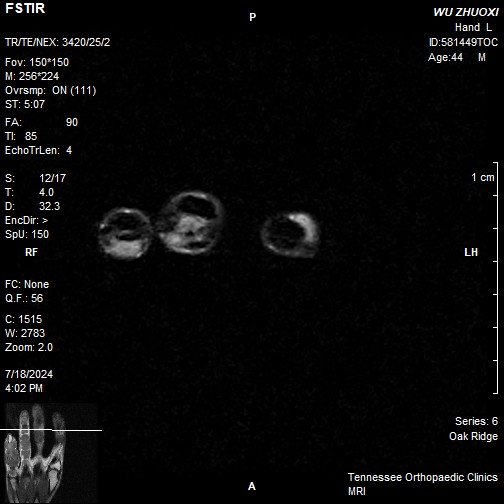 FSTIR
P
WU ZHUOXI
Hand L
TR/TE/NEX: 3420/25/2
ID:581449TOC
Age:44 M
Fov: 150*150
M: 256*224
Ovrsmp: ON (111)
ST: 5:07
FA: 90
TI: 85
EchoTrLen: 4
S: 12/17
T: 4.0
D: 32.3
EncDir: >
SpU: 150
1 cm
RF
LH
FC: None
Q.F.: 56
C: 1515
W: 2783
Zoom: 2.0
7/18/2024
4:02 PM
Series: 6
Oak Ridge
Tennessee Orthopaedic Clinics
MRI
A